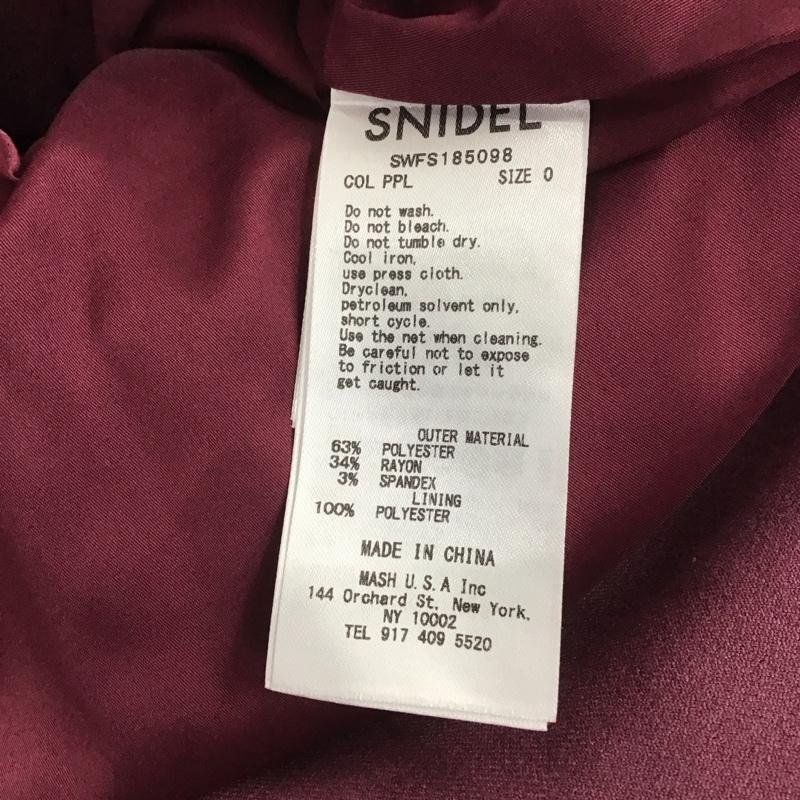 SNIDEL
SWFS185098
COL PPL SIZE 0
Do not wash.
Do not bleach.
Do not tumble dry.
Cool iron,
use press cloth.
Dryclean,
petroleum solvent only,
short cycle.
Use the net when cleaning.
Be careful not to expose
to friction or let it
get caught.
OUTER MATERIAL
63% POLYESTER
34% RAYON
3% SPANDEX
LINING
100% POLYESTER
MADE IN CHINA
MASH U.S.A Inc
144 Orchard St. New York,
NY 10002
TEL 917 409 5520